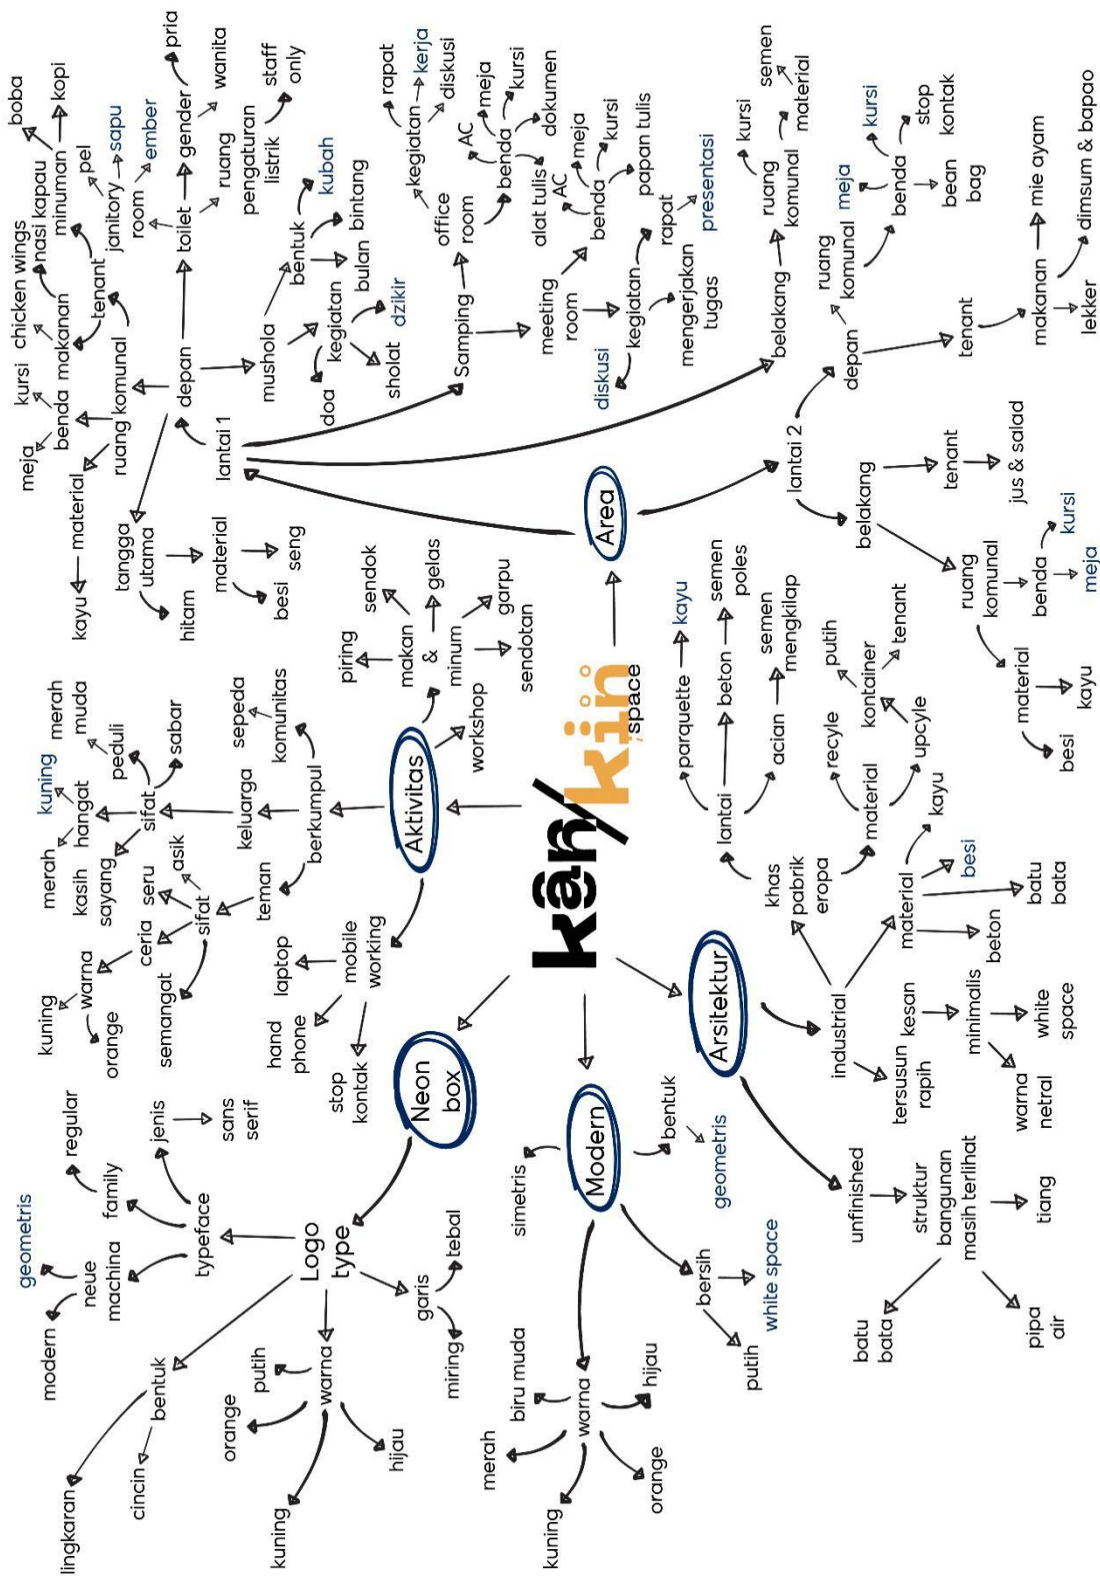 kān/
kiin
space
Neon
box
Logo
type
typeface
family
regular
jenis
sans
serif
neue
machina
geometris
modern
bentuk
lingkaran
cincin
warna
putih
orange
kuning
hijau
garis
tebal
miring
Modern
simetris
bentuk
geometris
bersih
white space
putih
warna
biru muda
merah
kuning
orange
hijau
Arsitektur
unfinished
struktur
bangunan
masih terlihat
batu
bata
pipa
air
tiang
industrial
tersusun
rapih
kesan
minimalis
warna
netral
white
space
material
kayu
besi
batu
bata
beton
khas
pabrik
eropa
lantai
parquette
kayu
beton
semen
poles
acian
semen
mengkilap
material
recyle
upcyle
kontainer
putih
tenant
Aktivitas
mobile
working
laptop
hand
phone
stop
kontak
berkumpul
teman
sifat
asik
seru
ceria
warna
kuning
orange
semangat
keluarga
sifat
kasih
sayang
hangat
merah
kuning
peduli
merah
muda
sabar
komunitas
sepeda
workshop
makan
&
minum
piring
sendok
gelas
garpu
sendotan
Area
lantai 1
depan
tangga
utama
hitam
material
besi
seng
ruang komunal
material
kayu
benda
meja
kursi
tenant
makanan
chicken wings
nasi kapau
minuman
boba
kopi
toilet
janitory
room
pel
sapu
ember
gender
pria
wanita
ruang
pengaturan
listrik
staff
only
mushola
bentuk
kubah
bintang
bulan
kegiatan
doa
sholat
dzikir
Samping
office
room
kegiatan
rapat
kerja
diskusi
benda
AC
meja
kursi
dokumen
alat tulis
meeting
room
benda
AC
meja
kursi
papan tulis
kegiatan
diskusi
rapat
presentasi
mengerjakan
tugas
belakang
ruang
komunal
kursi
material
semen
lantai 2
depan
ruang
komunal
benda
meja
kursi
stop
kontak
bean
bag
tenant
makanan
mie ayam
dimsum & bapao
lekker
belakang
tenant
jus & salad
ruang
komunal
benda
kursi
meja
material
besi
kayu